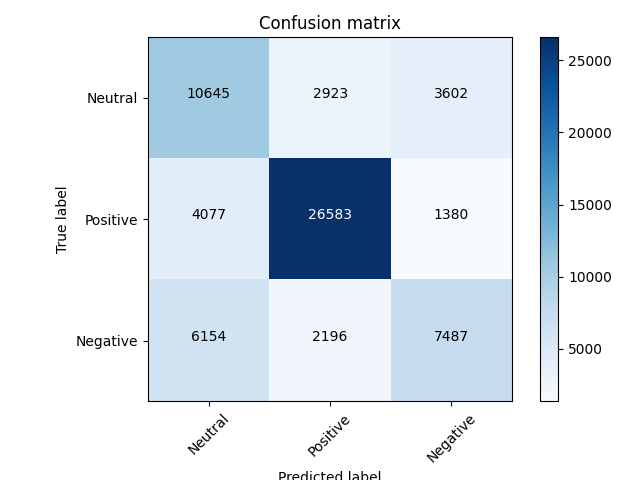 Confusion matrix
True label
Neutral 10645 2923 3602
Positive 4077 26583 1380
Negative 6154 2196 7487
Neutral Positive Negative
Predicted label
25000
20000
15000
10000
5000